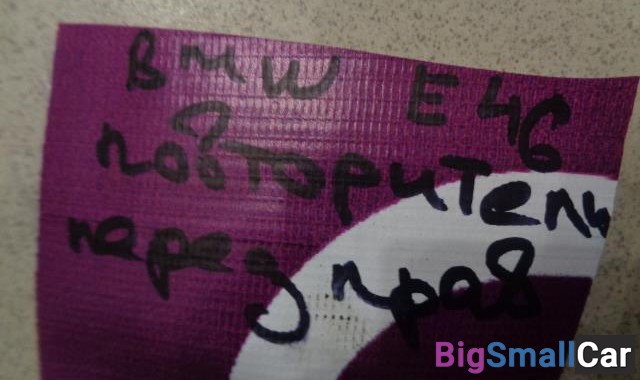 BMW E46
повторитель
перед прав
BigSmallCar